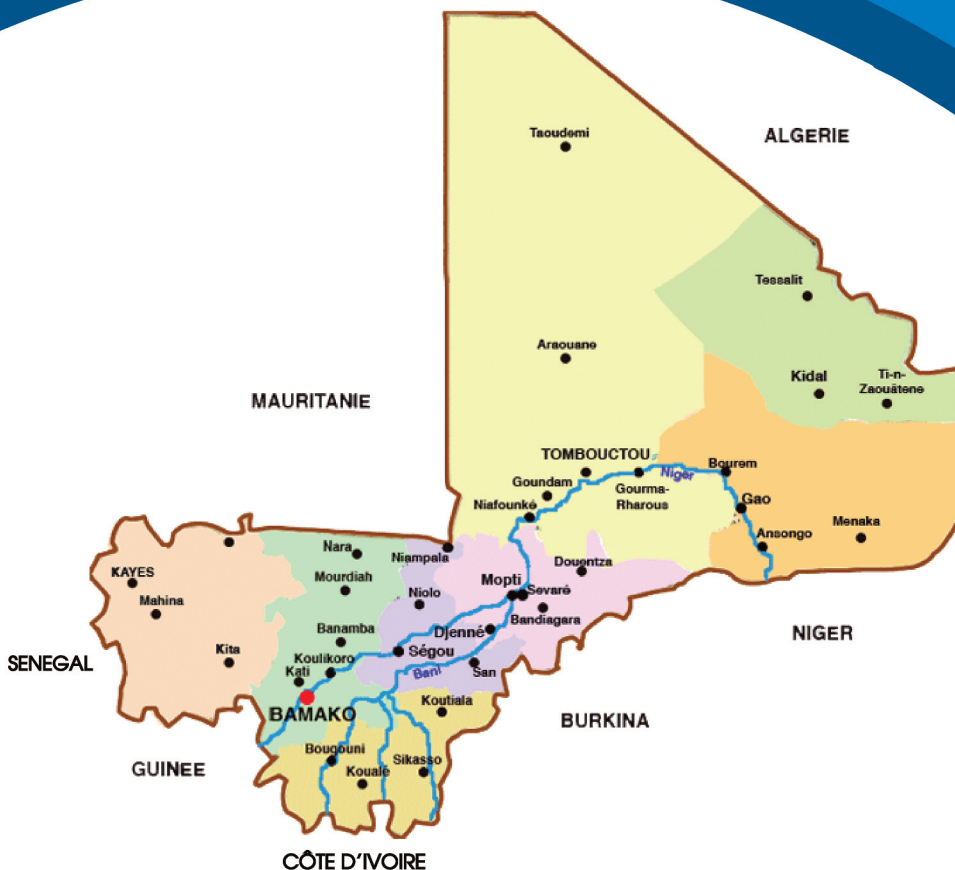 Taoudemi
ALGERIE
Tessalit
Araouane
Kidal
Ti-n-
Zaouâtene
MAURITANIE
TOMBOUCTOU
Bourem
Niger
Goundam
Gourma-
Rharous
Niafounké
Gao
Menaka
Ansongo
Nara
Niampala
Douentza
KAYES
Mourdiah
Mopti
Sevaré
Niolo
Mahina
Bandiagara
Banamba
Djenné
NIGER
Kita
Ségou
SENEGAL
Koulikoro
Kati
Bani
San
Koutiala
BAMAKO
BURKINA
Bougouni
Sikasso
GUINEE
Koualé
CÔTE D'IVOIRE